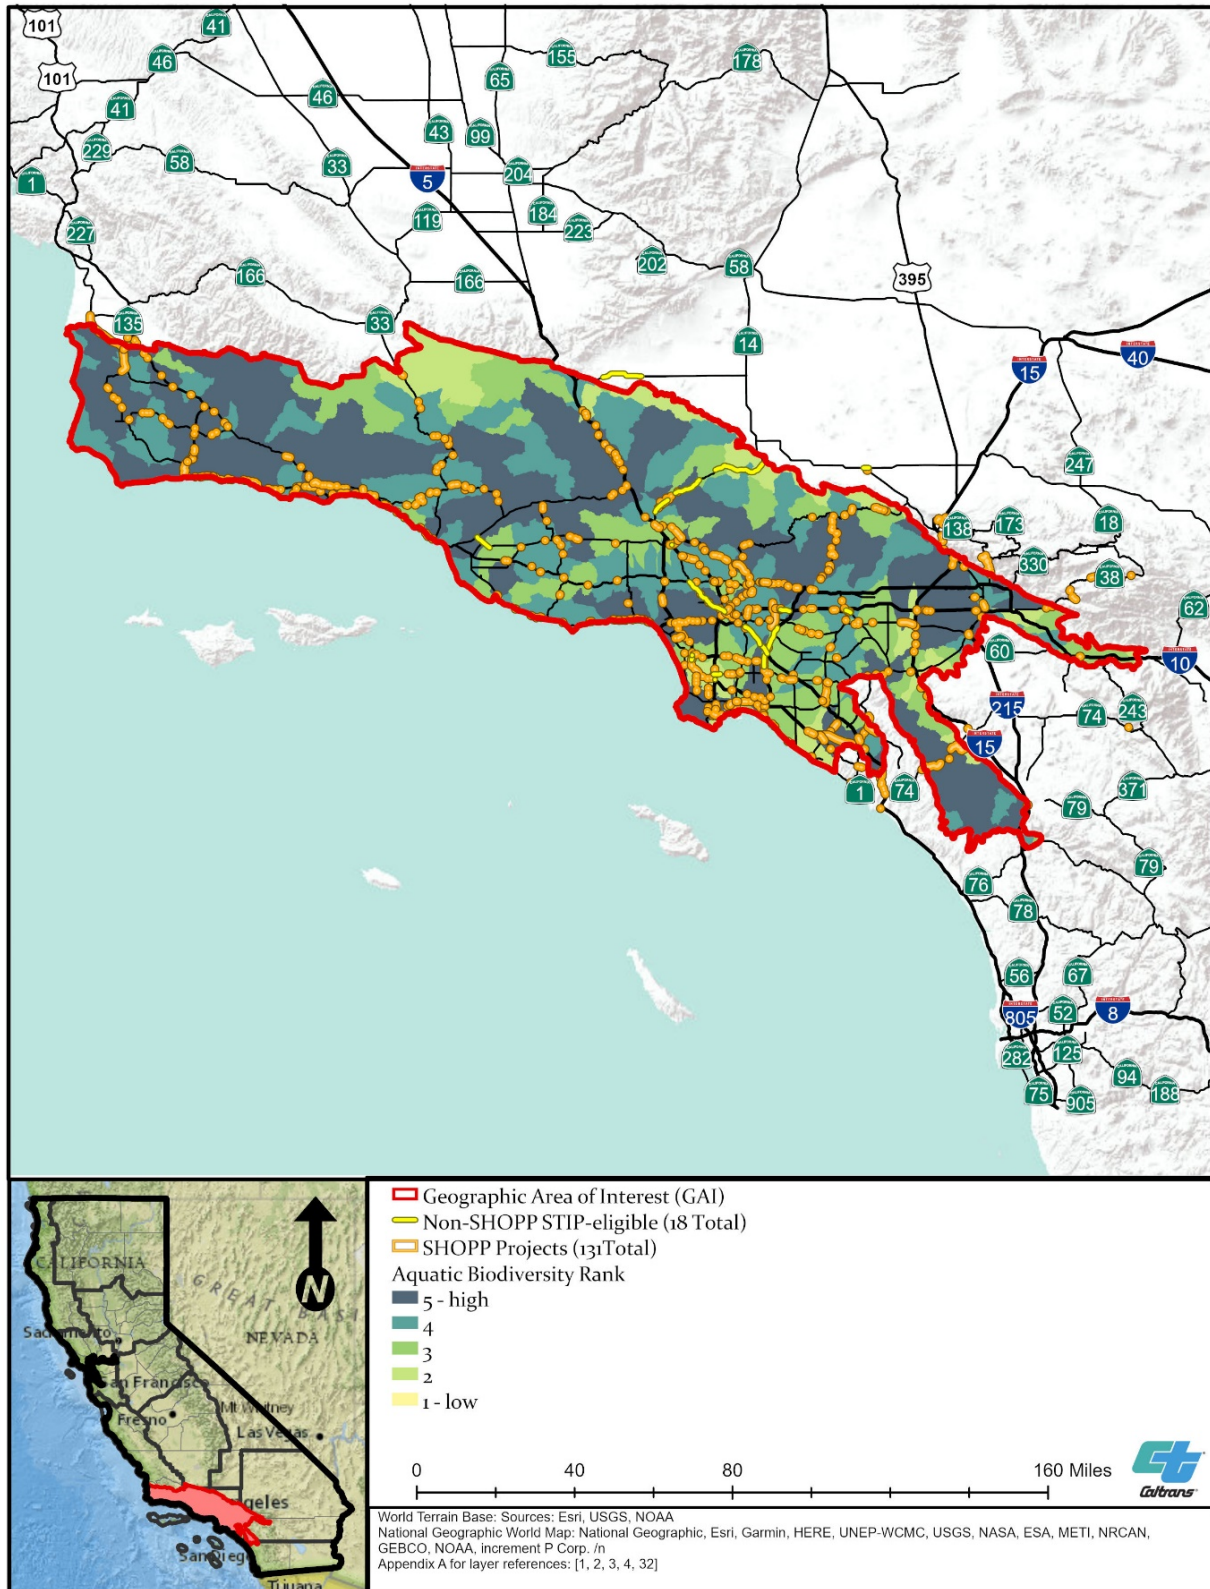 101
41
46
101
155
178
65
46
41
43
99
229
58
33
204
1
5
184
119
223
227
202
58
166
166
395
135
33
14
15
40
247
138
173
18
330
38
62
60
10
215
74
243
15
1
74
371
79
79
76
78
56
67
805
52
8
282
125
94
75
905
188
Geographic Area of Interest (GAI)
Non-SHOPP STIP-eligible (18 Total)
SHOPP Projects (131Total)
Aquatic Biodiversity Rank
5 - high
4
3
2
1 - low
0 40 80 160 Miles
Caltrans
World Terrain Base: Sources: Esri, USGS, NOAA
National Geographic World Map: National Geographic, Esri, Garmin, HERE, UNEP-WCMC, USGS, NASA, ESA, METI, NRCAN,
GEBCO, NOAA, increment P Corp. /n
Appendix A for layer references: [1, 2, 3, 4, 32]
N
CALIFORNIA
GREAT BASIN
NEVADA
Sacramento
San Francisco
Fresno
Mt Whitney
Las Vegas
geles
San Diego
Tijuana